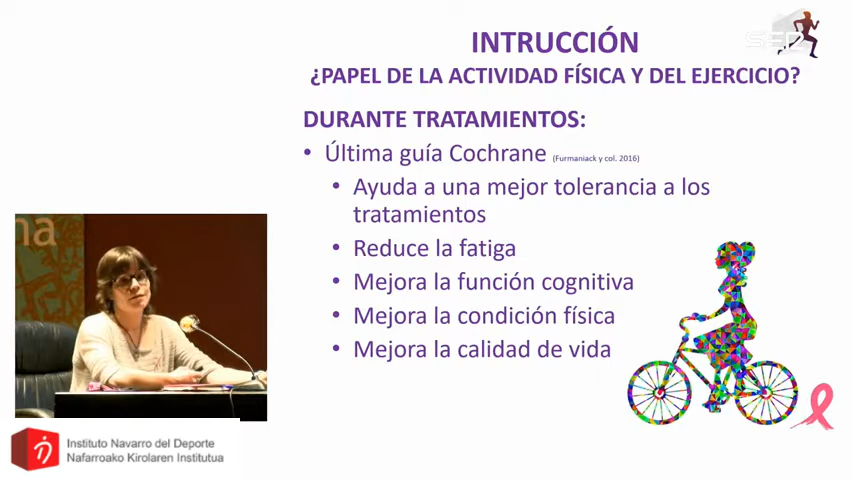 SER
INTRUCCIÓN
¿PAPEL DE LA ACTIVIDAD FÍSICA Y DEL EJERCICIO?
DURANTE TRATAMIENTOS:
• Última guía Cochrane (Furmaniack y col. 2016)
• Ayuda a una mejor tolerancia a los
tratamientos
• Reduce la fatiga
• Mejora la función cognitiva
• Mejora la condición física
• Mejora la calidad de vida
na
Instituto Navarro del Deporte
Nafarroako Kirolaren Institutua